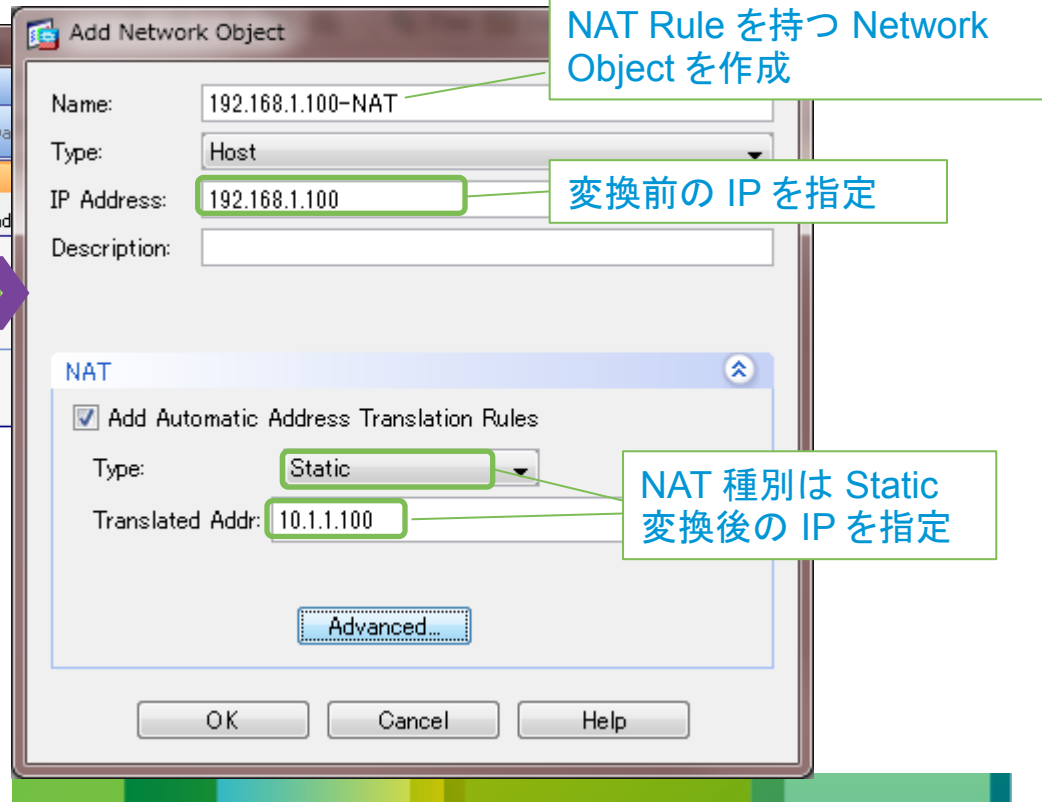 Add Network Object
NAT Rule を持つ Network
Object を作成
Name:
192.168.1.100-NAT
Type:
Host
IP Address:
192.168.1.100
変換前の IP を指定
Description:
NAT
Add Automatic Address Translation Rules
Type:
Static
NAT 種別は Static
変換後の IP を指定
Translated Addr:
10.1.1.100
Advanced...
OK
Cancel
Help